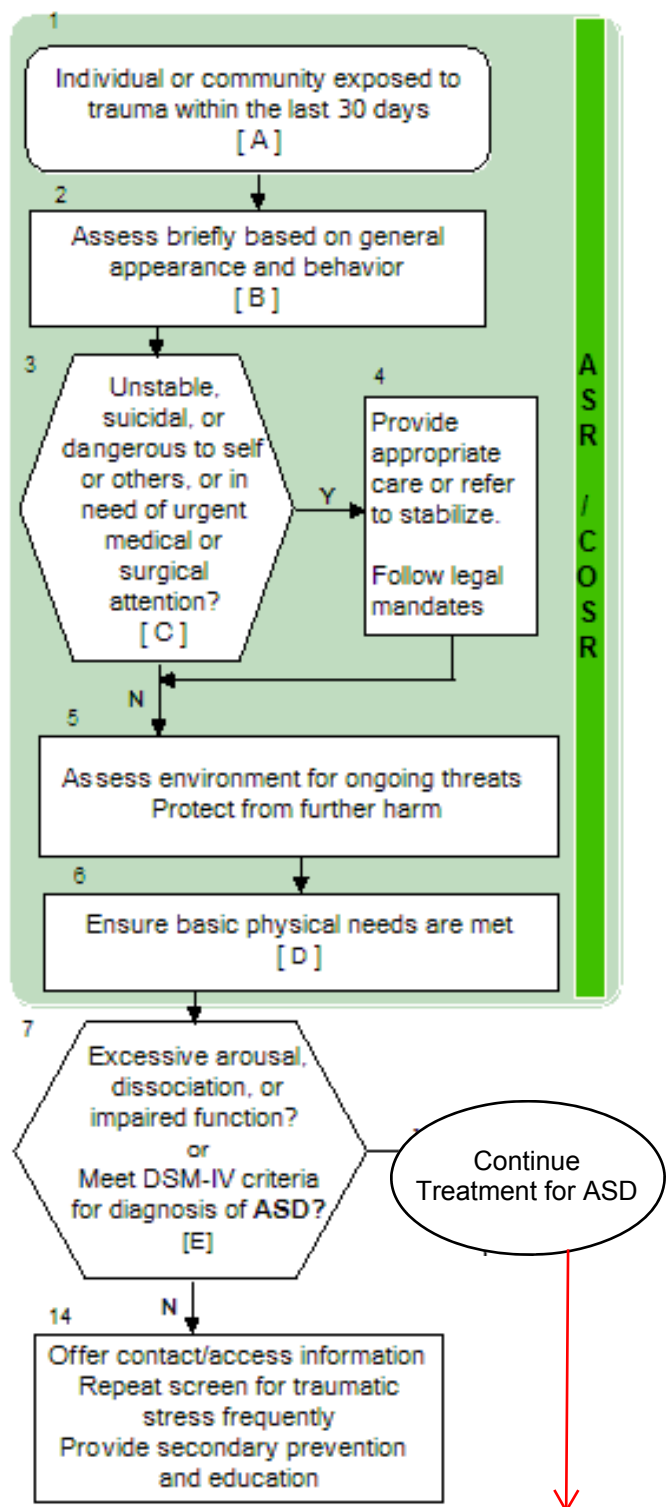 1
Individual or community exposed to
trauma within the last 30 days
[ A ]
2
Assess briefly based on general
appearance and behavior
[ B ]
3
Unstable,
suicidal, or
dangerous to self
or others, or in
need of urgent
medical or
surgical
attention?
[ C ]
Y
4
Provide
appropriate
care or refer
to stabilize.
Follow legal
mandates
N
5
Assess environment for ongoing threats
Protect from further harm
6
Ensure basic physical needs are met
[ D ]
A
S
R
/
C
O
S
R
7
Excessive arousal,
dissociation, or
impaired function?
or
Meet DSM-IV criteria
for diagnosis of ASD?
[E]
Continue
Treatment for ASD
N
14
Offer contact/access information
Repeat screen for traumatic
stress frequently
Provide secondary prevention
and education